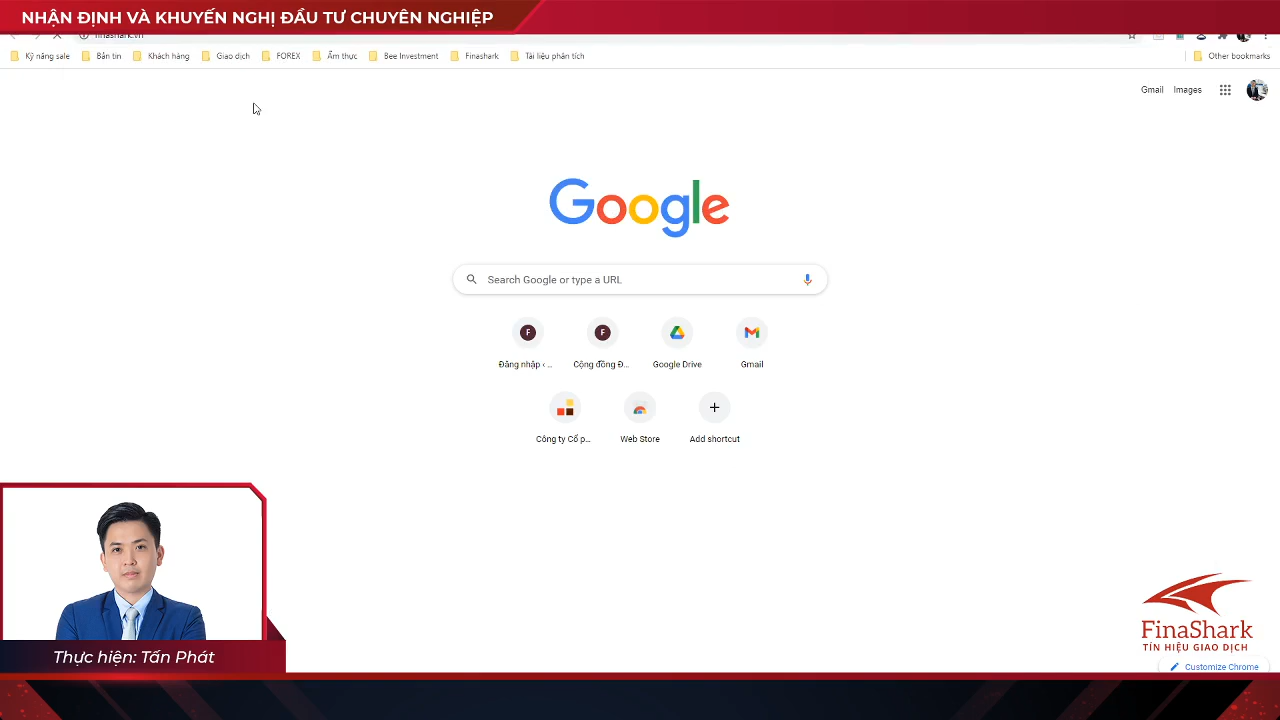 NHẬN ĐỊNH VÀ KHUYẾN NGHỊ ĐẦU TƯ CHUYÊN NGHIỆP
finashark.vn
Kỹ năng sale Bản tin Khách hàng Giao dịch FOREX Ẩm thực Bee Investment Finashark Tài liệu phân tích Other bookmarks
Gmail Images
Google
Search Google or type a URL
F F
Đăng nhập ‹ ... Cộng đồng Đ... Google Drive Gmail
Công ty Cổ p... Web Store Add shortcut
FinaShark
TÍN HIỆU GIAO DỊCH
Thực hiện: Tấn Phát
Customize Chrome